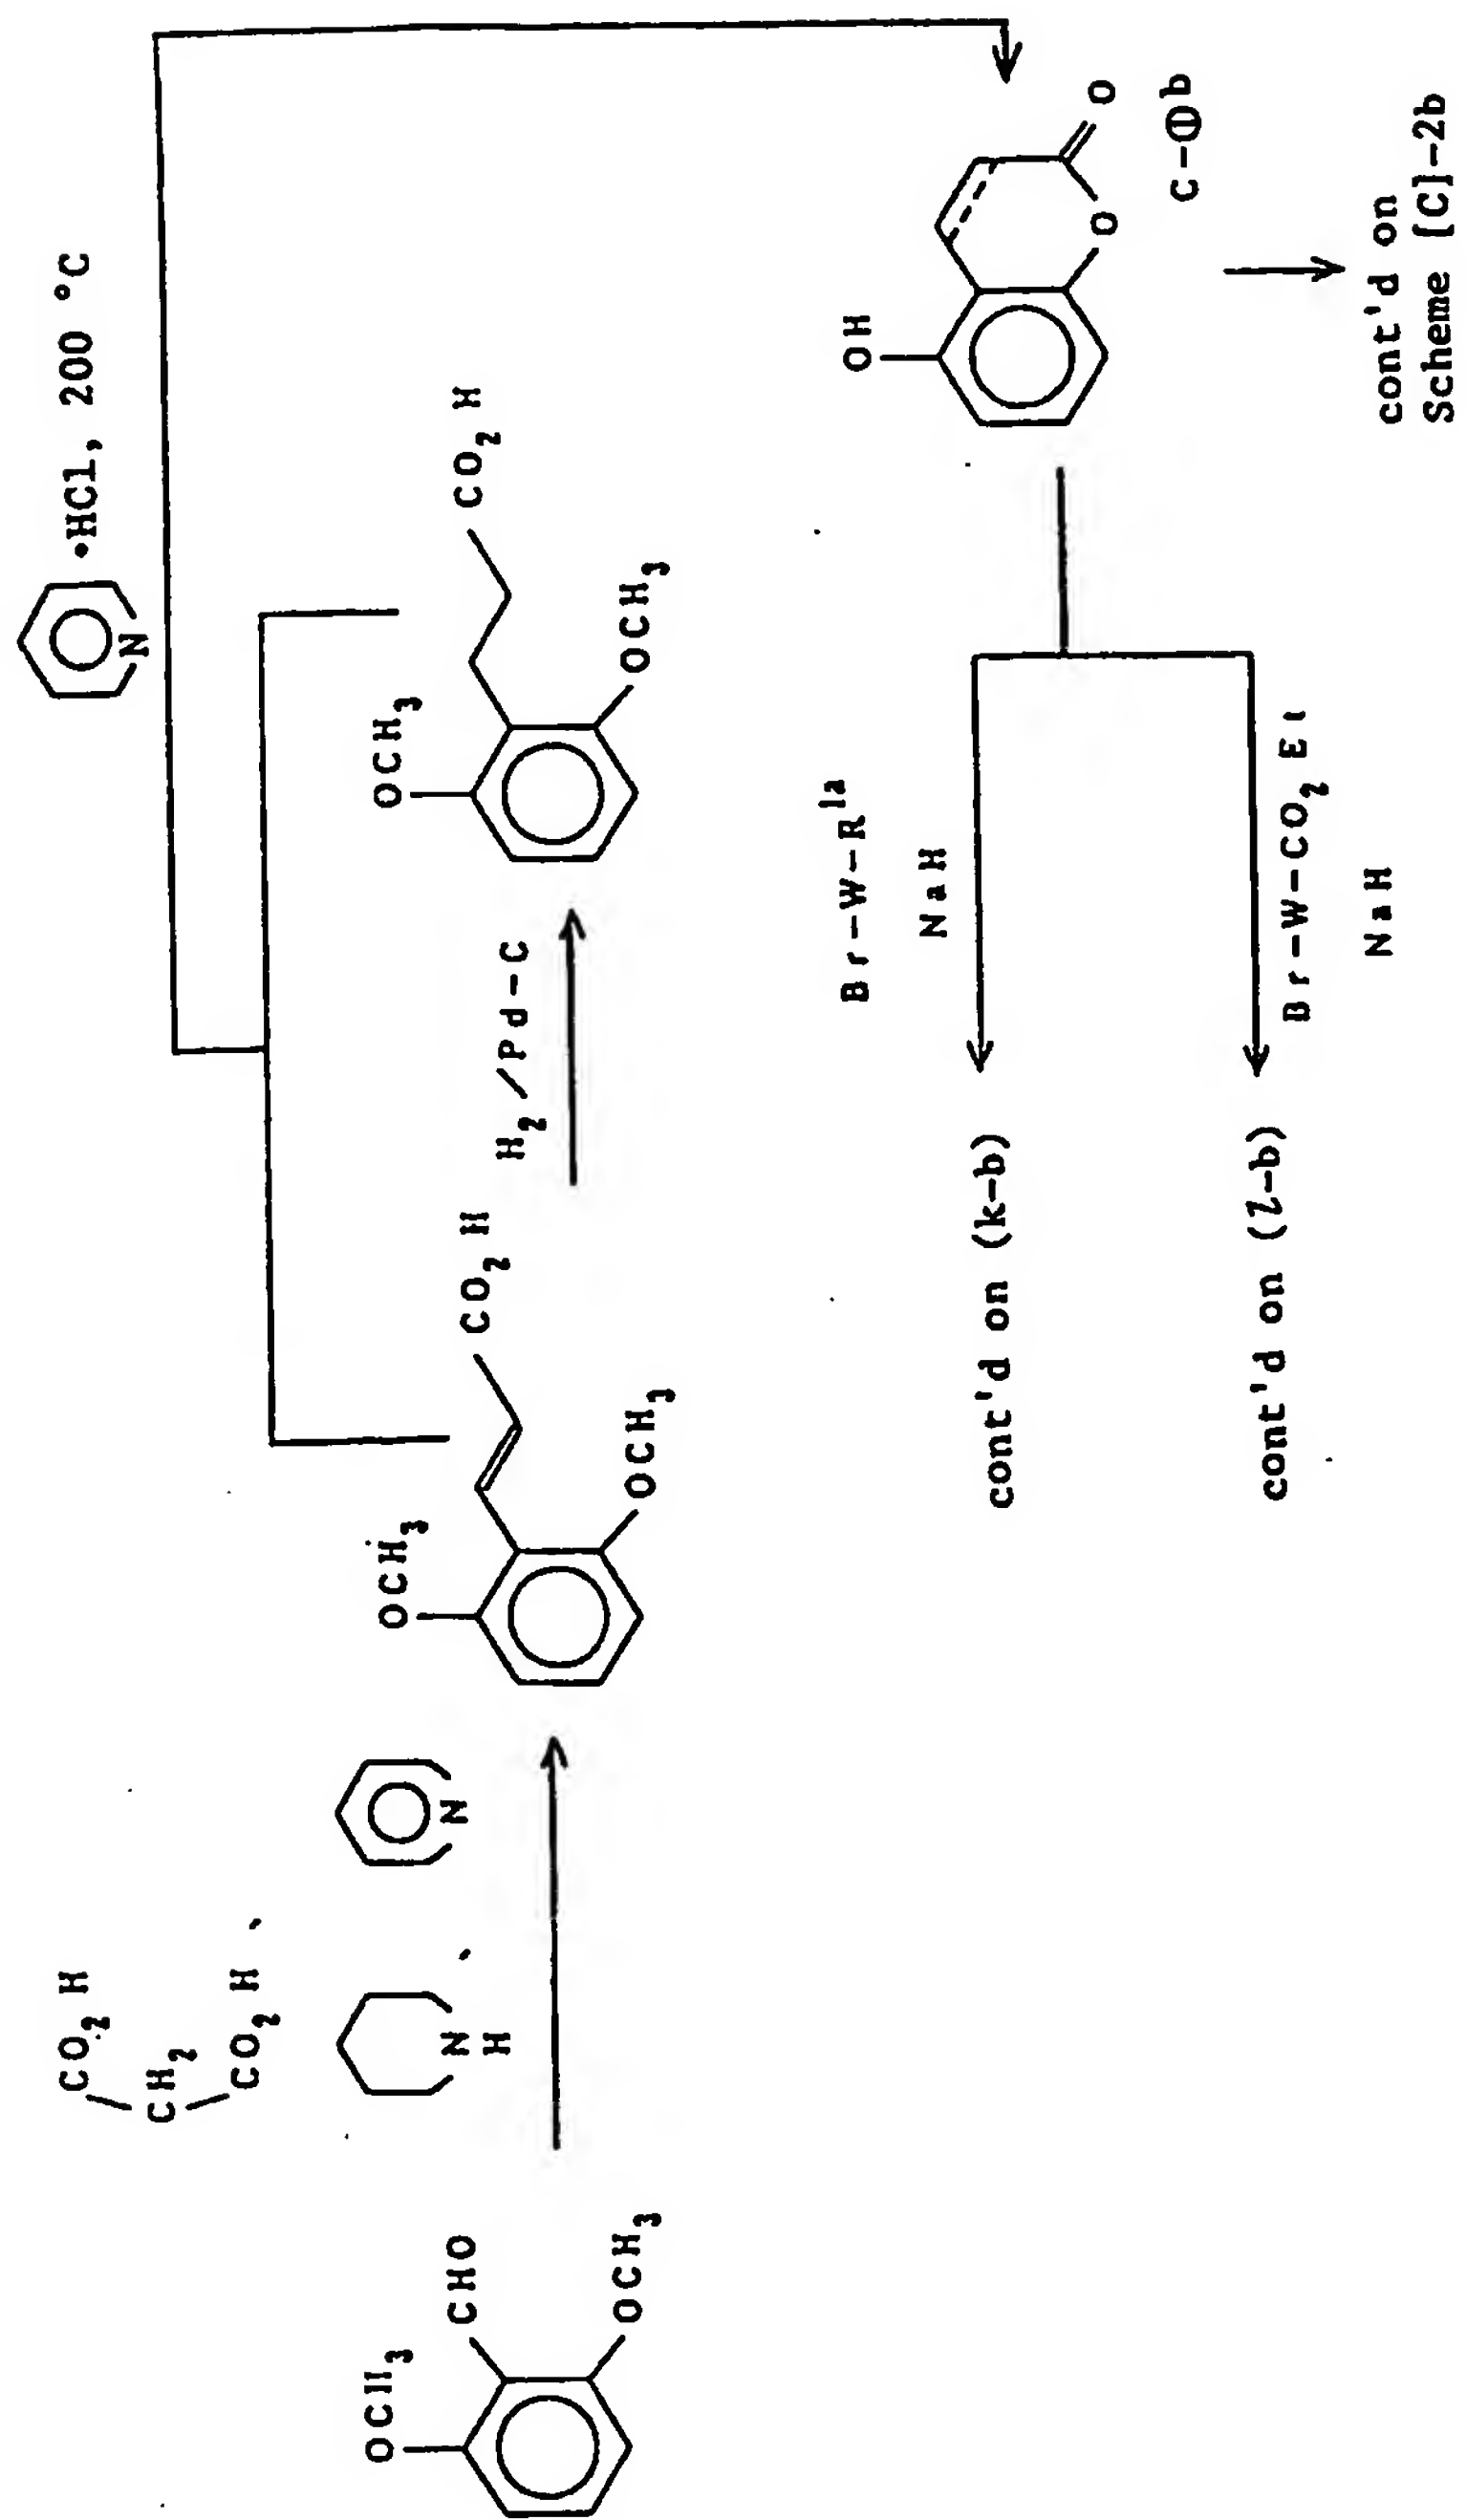 OCH3
CHO
OCH3
CO2H
CH2
CO2H,
N
H
,
N
OCH3
CO2H
OCH3
H2/Pd-C
OCH3
CO2H
OCH3
N
•HCl, 200 °C
OH
O
O
C-①b
cont'd on
Scheme [C]-2b
Br-W-R1a
NaH
cont'd on (k-b)
Br-W-CO2Et
NaH
cont'd on (l-b)